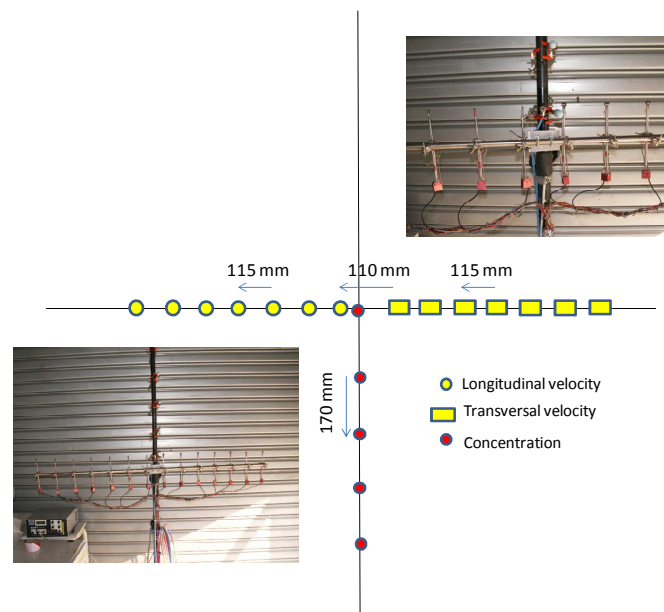 115 mm
110 mm
115 mm
170 mm
Longitudinal velocity
Transversal velocity
Concentration